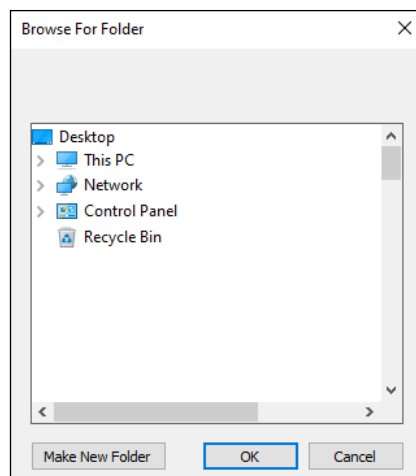 Browse For Folder
Desktop
This PC
Network
Control Panel
Recycle Bin
Make New Folder OK Cancel